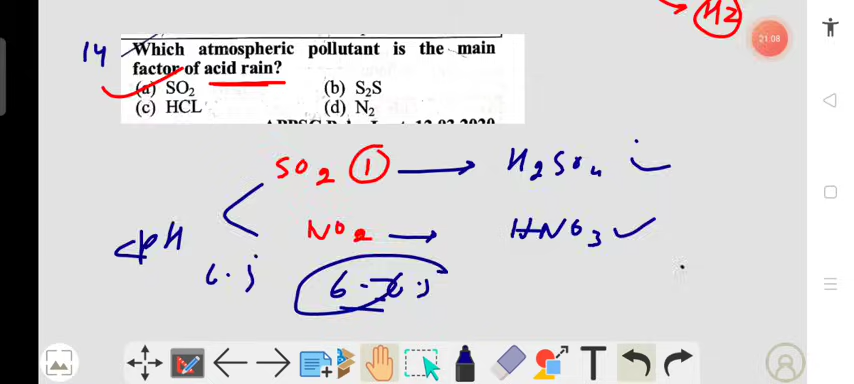 M2
21:08
14
Which atmospheric pollutant is the main
factor of acid rain?
(a) SO2 (b) S2S
(c) HCL (d) N2
SO2 1 → H2SO4
pH
NO2 → HNO3
T